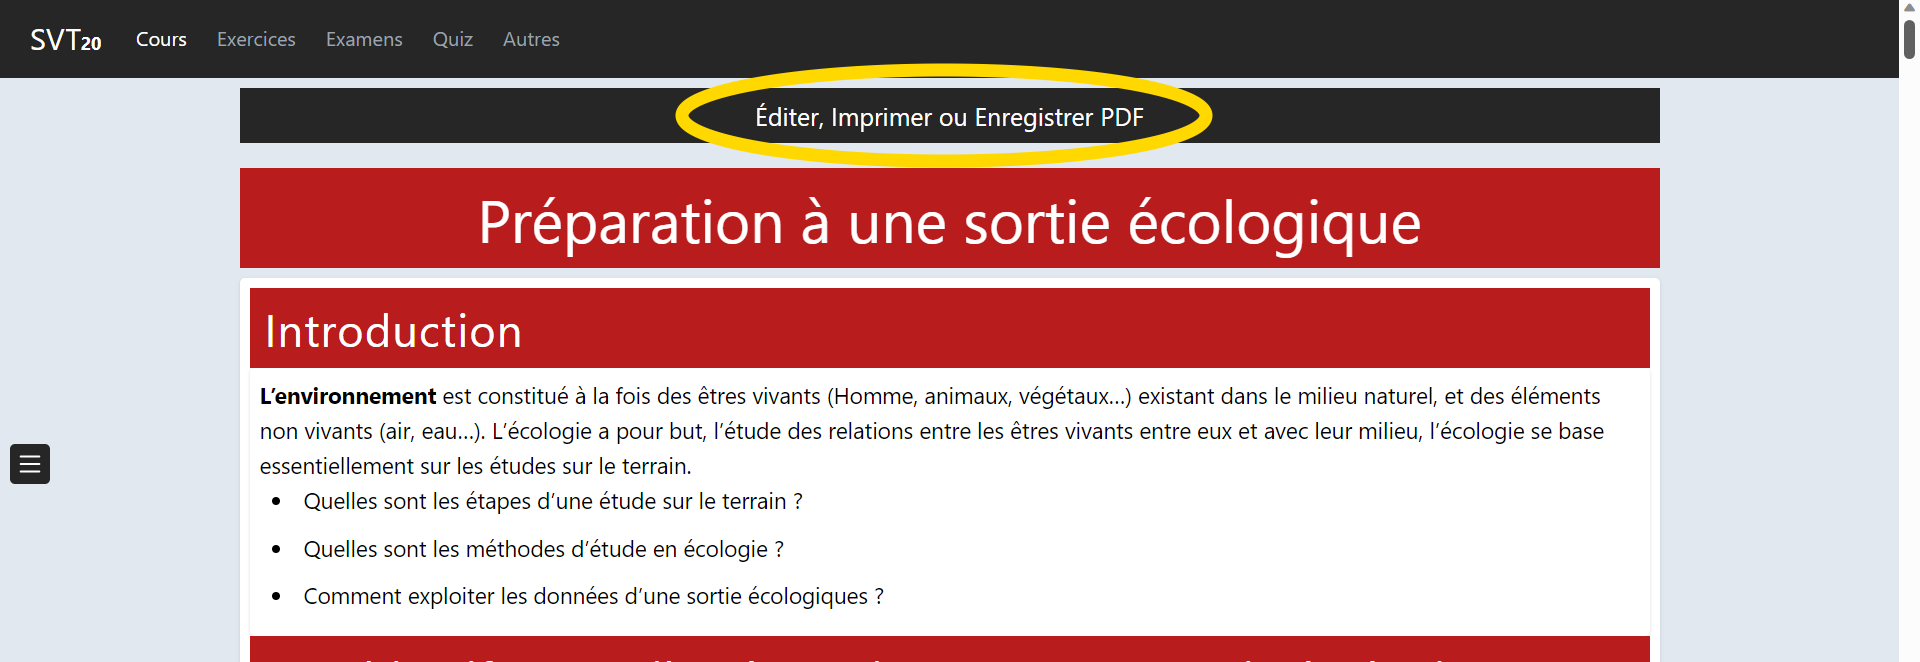 SVT20 Cours Exercices Examens Quiz Autres
Éditer, Imprimer ou Enregistrer PDF
Préparation à une sortie écologique
Introduction
L’environnement est constitué à la fois des êtres vivants (Homme, animaux, végétaux...) existant dans le milieu naturel, et des éléments
non vivants (air, eau...). L’écologie a pour but, l’étude des relations entre les êtres vivants entre eux et avec leur milieu, l’écologie se base
essentiellement sur les études sur le terrain.
• Quelles sont les étapes d’une étude sur le terrain ?
• Quelles sont les méthodes d’étude en écologie ?
• Comment exploiter les données d’une sortie écologiques ?